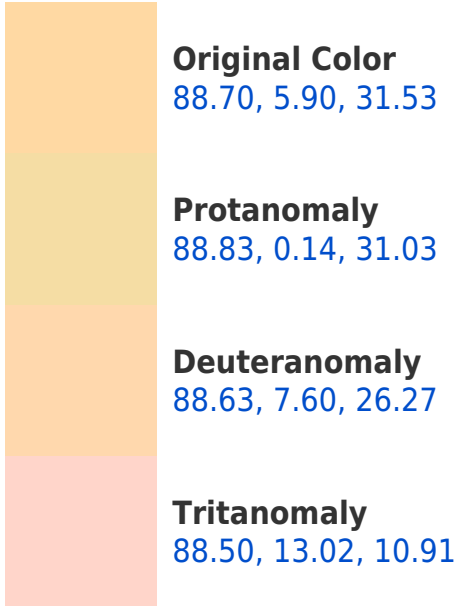 Original Color
88.70, 5.90, 31.53
Protanomaly
88.83, 0.14, 31.03
Deuteranomaly
88.63, 7.60, 26.27
Tritanomaly
88.50, 13.02, 10.91